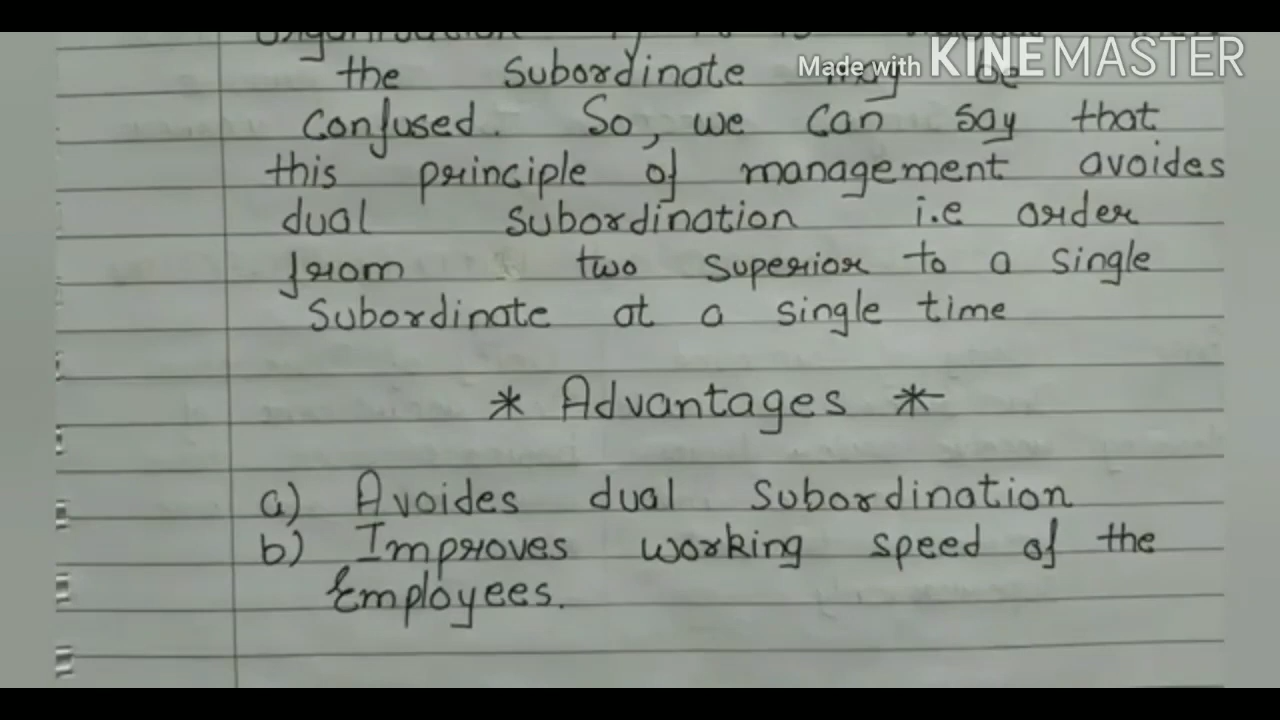 Made with KINEMASTER
the Subordinate may be
confused. So, we can say that
this principle of management avoides
dual subordination i.e order
from two superior to a single
Subordinate at a single time
* Advantages *
a) Avoides dual subordination
b) Improves working speed of the
Employees.